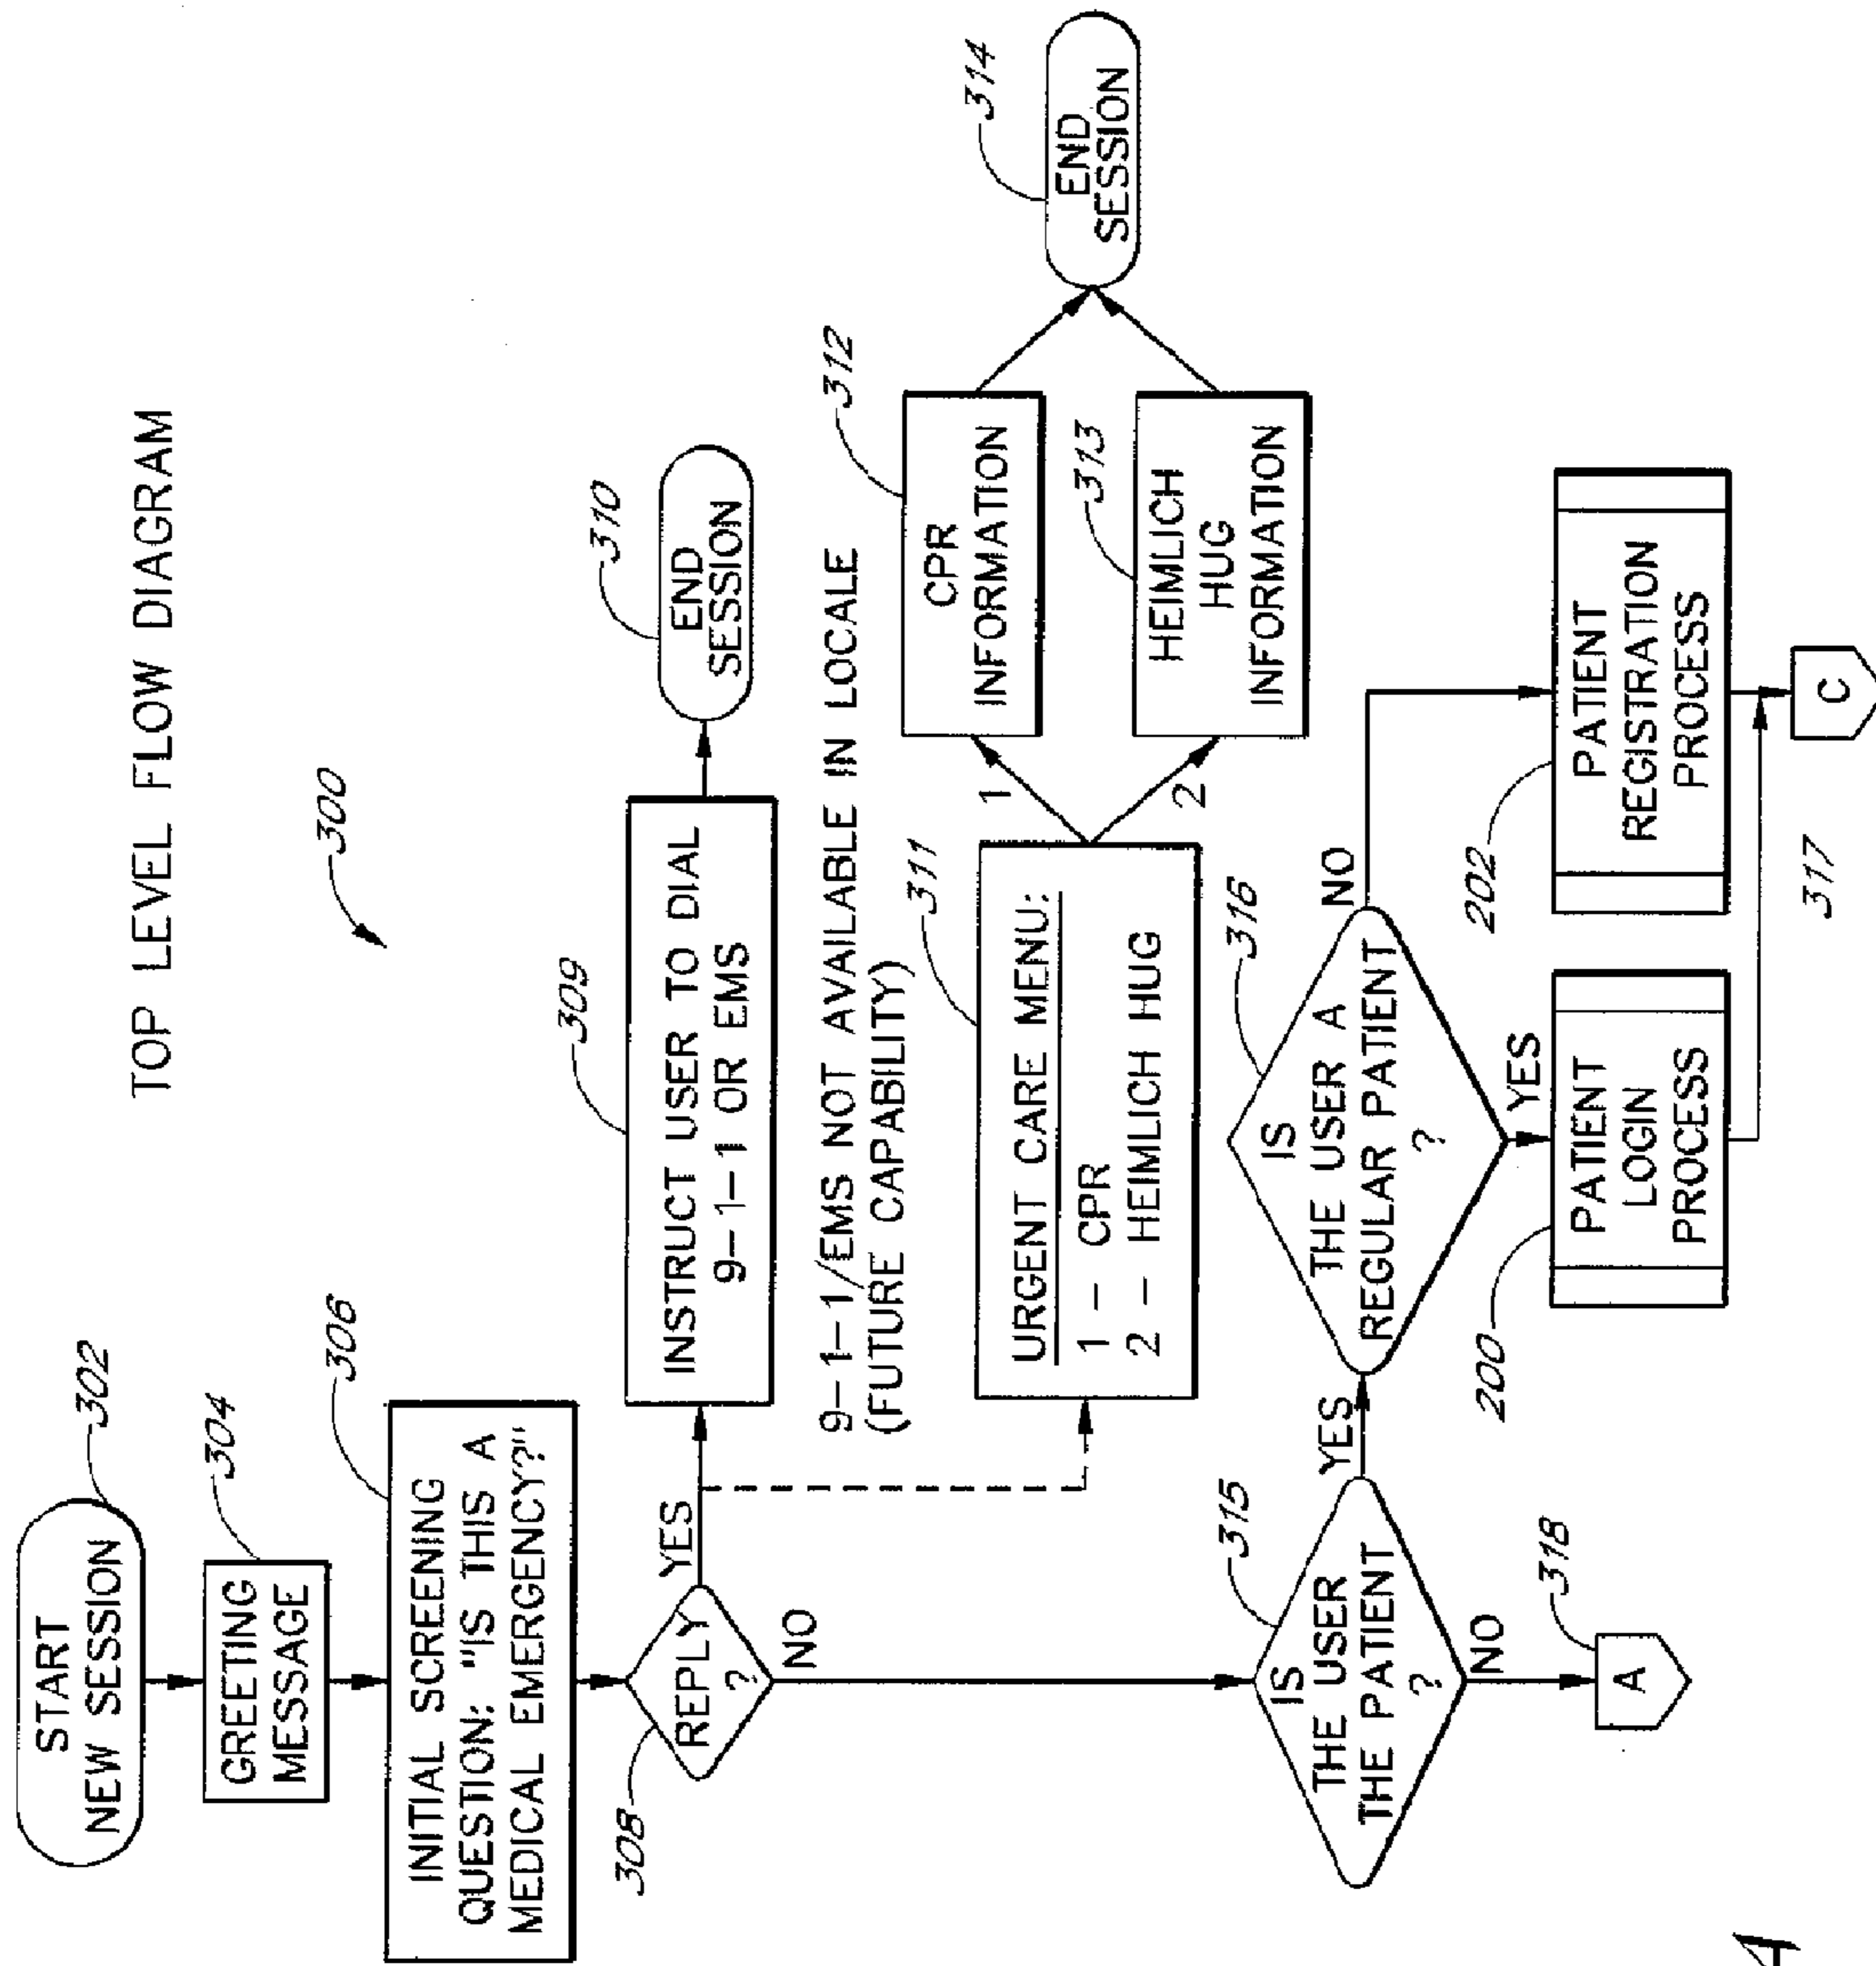 TOP LEVEL FLOW DIAGRAM
300
START
NEW SESSION
302
GREETING
MESSAGE
304
INITIAL SCREENING
QUESTION: "IS THIS A
MEDICAL EMERGENCY?"
306
REPLY
?
308
YES
NO
INSTRUCT USER TO DIAL
9-1-1 OR EMS
309
END
SESSION
310
9-1-1/EMS NOT AVAILABLE IN LOCALE
(FUTURE CAPABILITY)
URGENT CARE MENU:
1 - CPR
2 - HEIMLICH HUG
311
1
2
CPR
INFORMATION
312
HEIMLICH
HUG
INFORMATION
313
END
SESSION
314
IS
THE USER
THE PATIENT
?
315
YES
NO
A
318
IS
THE USER A
REGULAR PATIENT
?
316
NO
YES
PATIENT
LOGIN
PROCESS
200
PATIENT
REGISTRATION
PROCESS
202
317
C